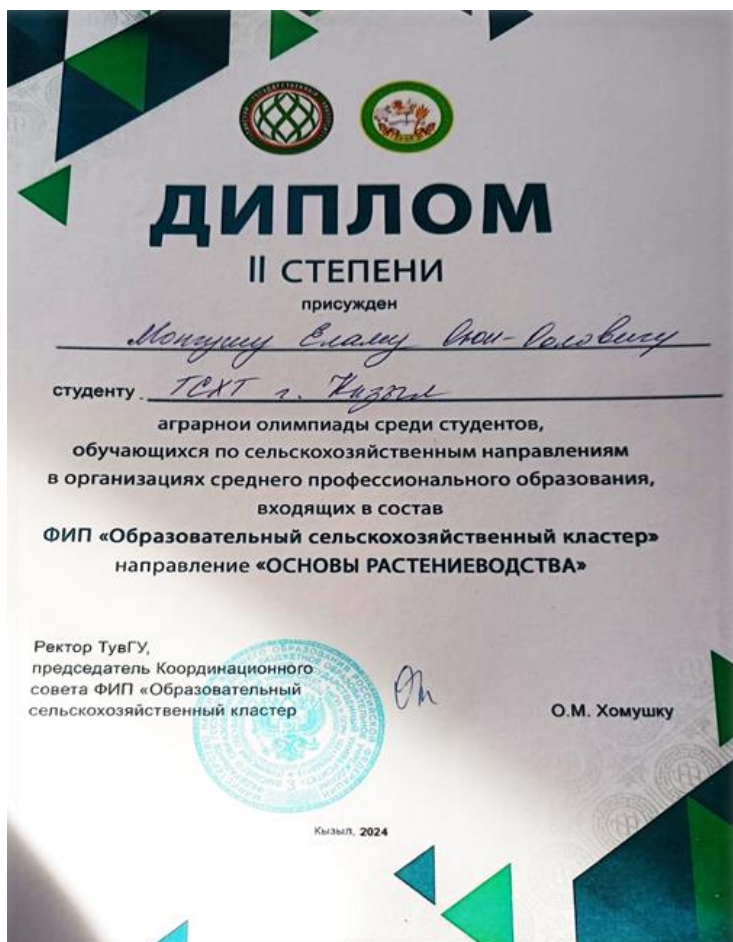 ДИПЛОМ
II СТЕПЕНИ
присужден
Монгушу Еламу Оюн-Ооловичу
студенту ТСХТ г. Кызыл
аграрнои олимпиады среди студентов,
обучающихся по сельскохозяйственным направлениям
в организациях среднего профессионального образования,
входящих в состав
ФИП «Образовательный сельскохозяйственный кластер»
направление «ОСНОВЫ РАСТЕНИЕВОДСТВА»
Ректор ТувГУ,
председатель Координационного
совета ФИП «Образовательный
сельскохозяйственный кластер
О.М. Хомушку
Кызыл, 2024